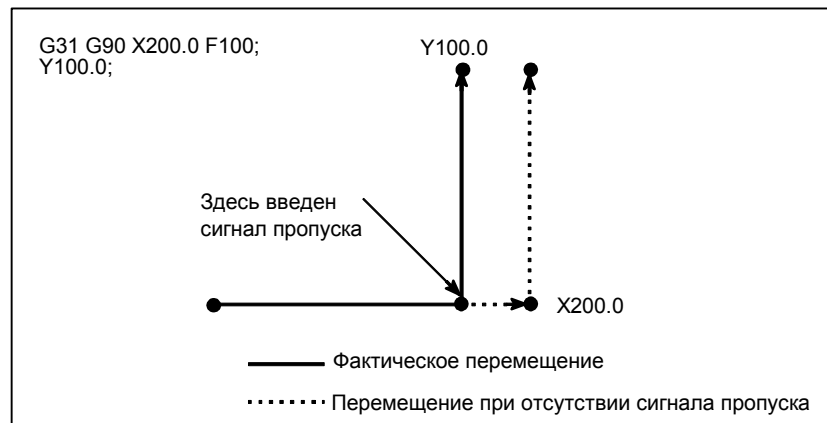 G31 G90 X200.0 F100;
Y100.0;
Y100.0
Здесь введен
сигнал пропуска
X200.0
Фактическое перемещение
Перемещение при отсутствии сигнала пропуска